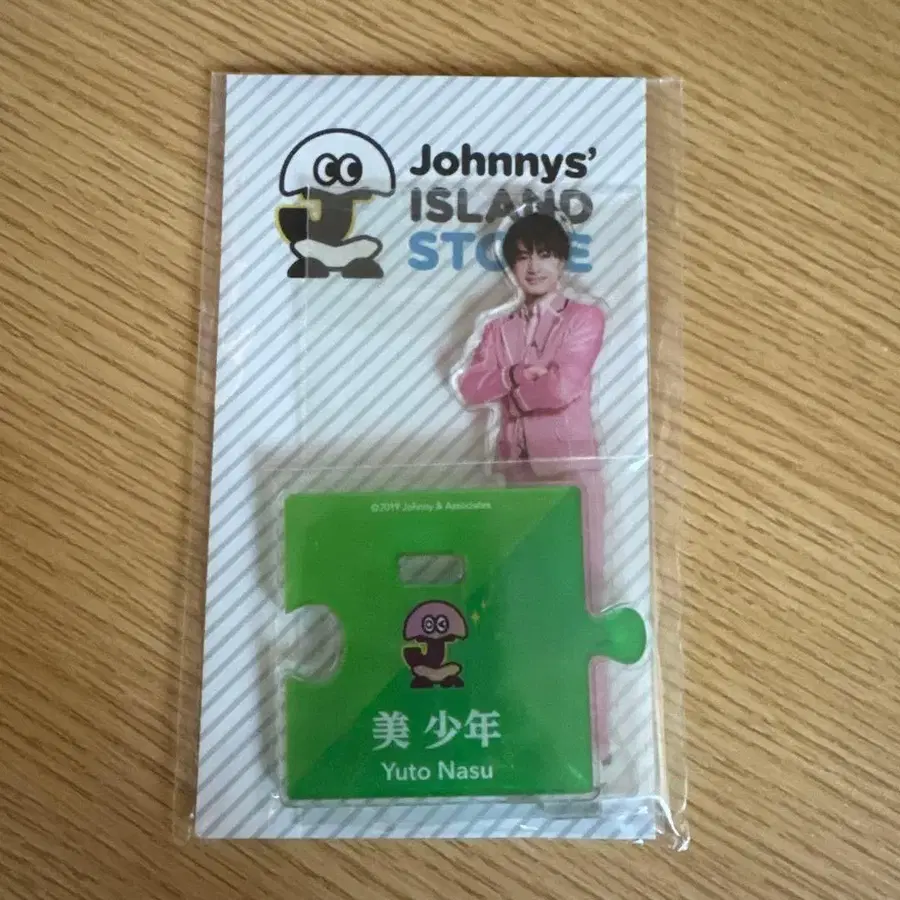 Johnnys'
ISLAND
STORE
©2019 Johnny & Associates
美 少年
Yuto Nasu